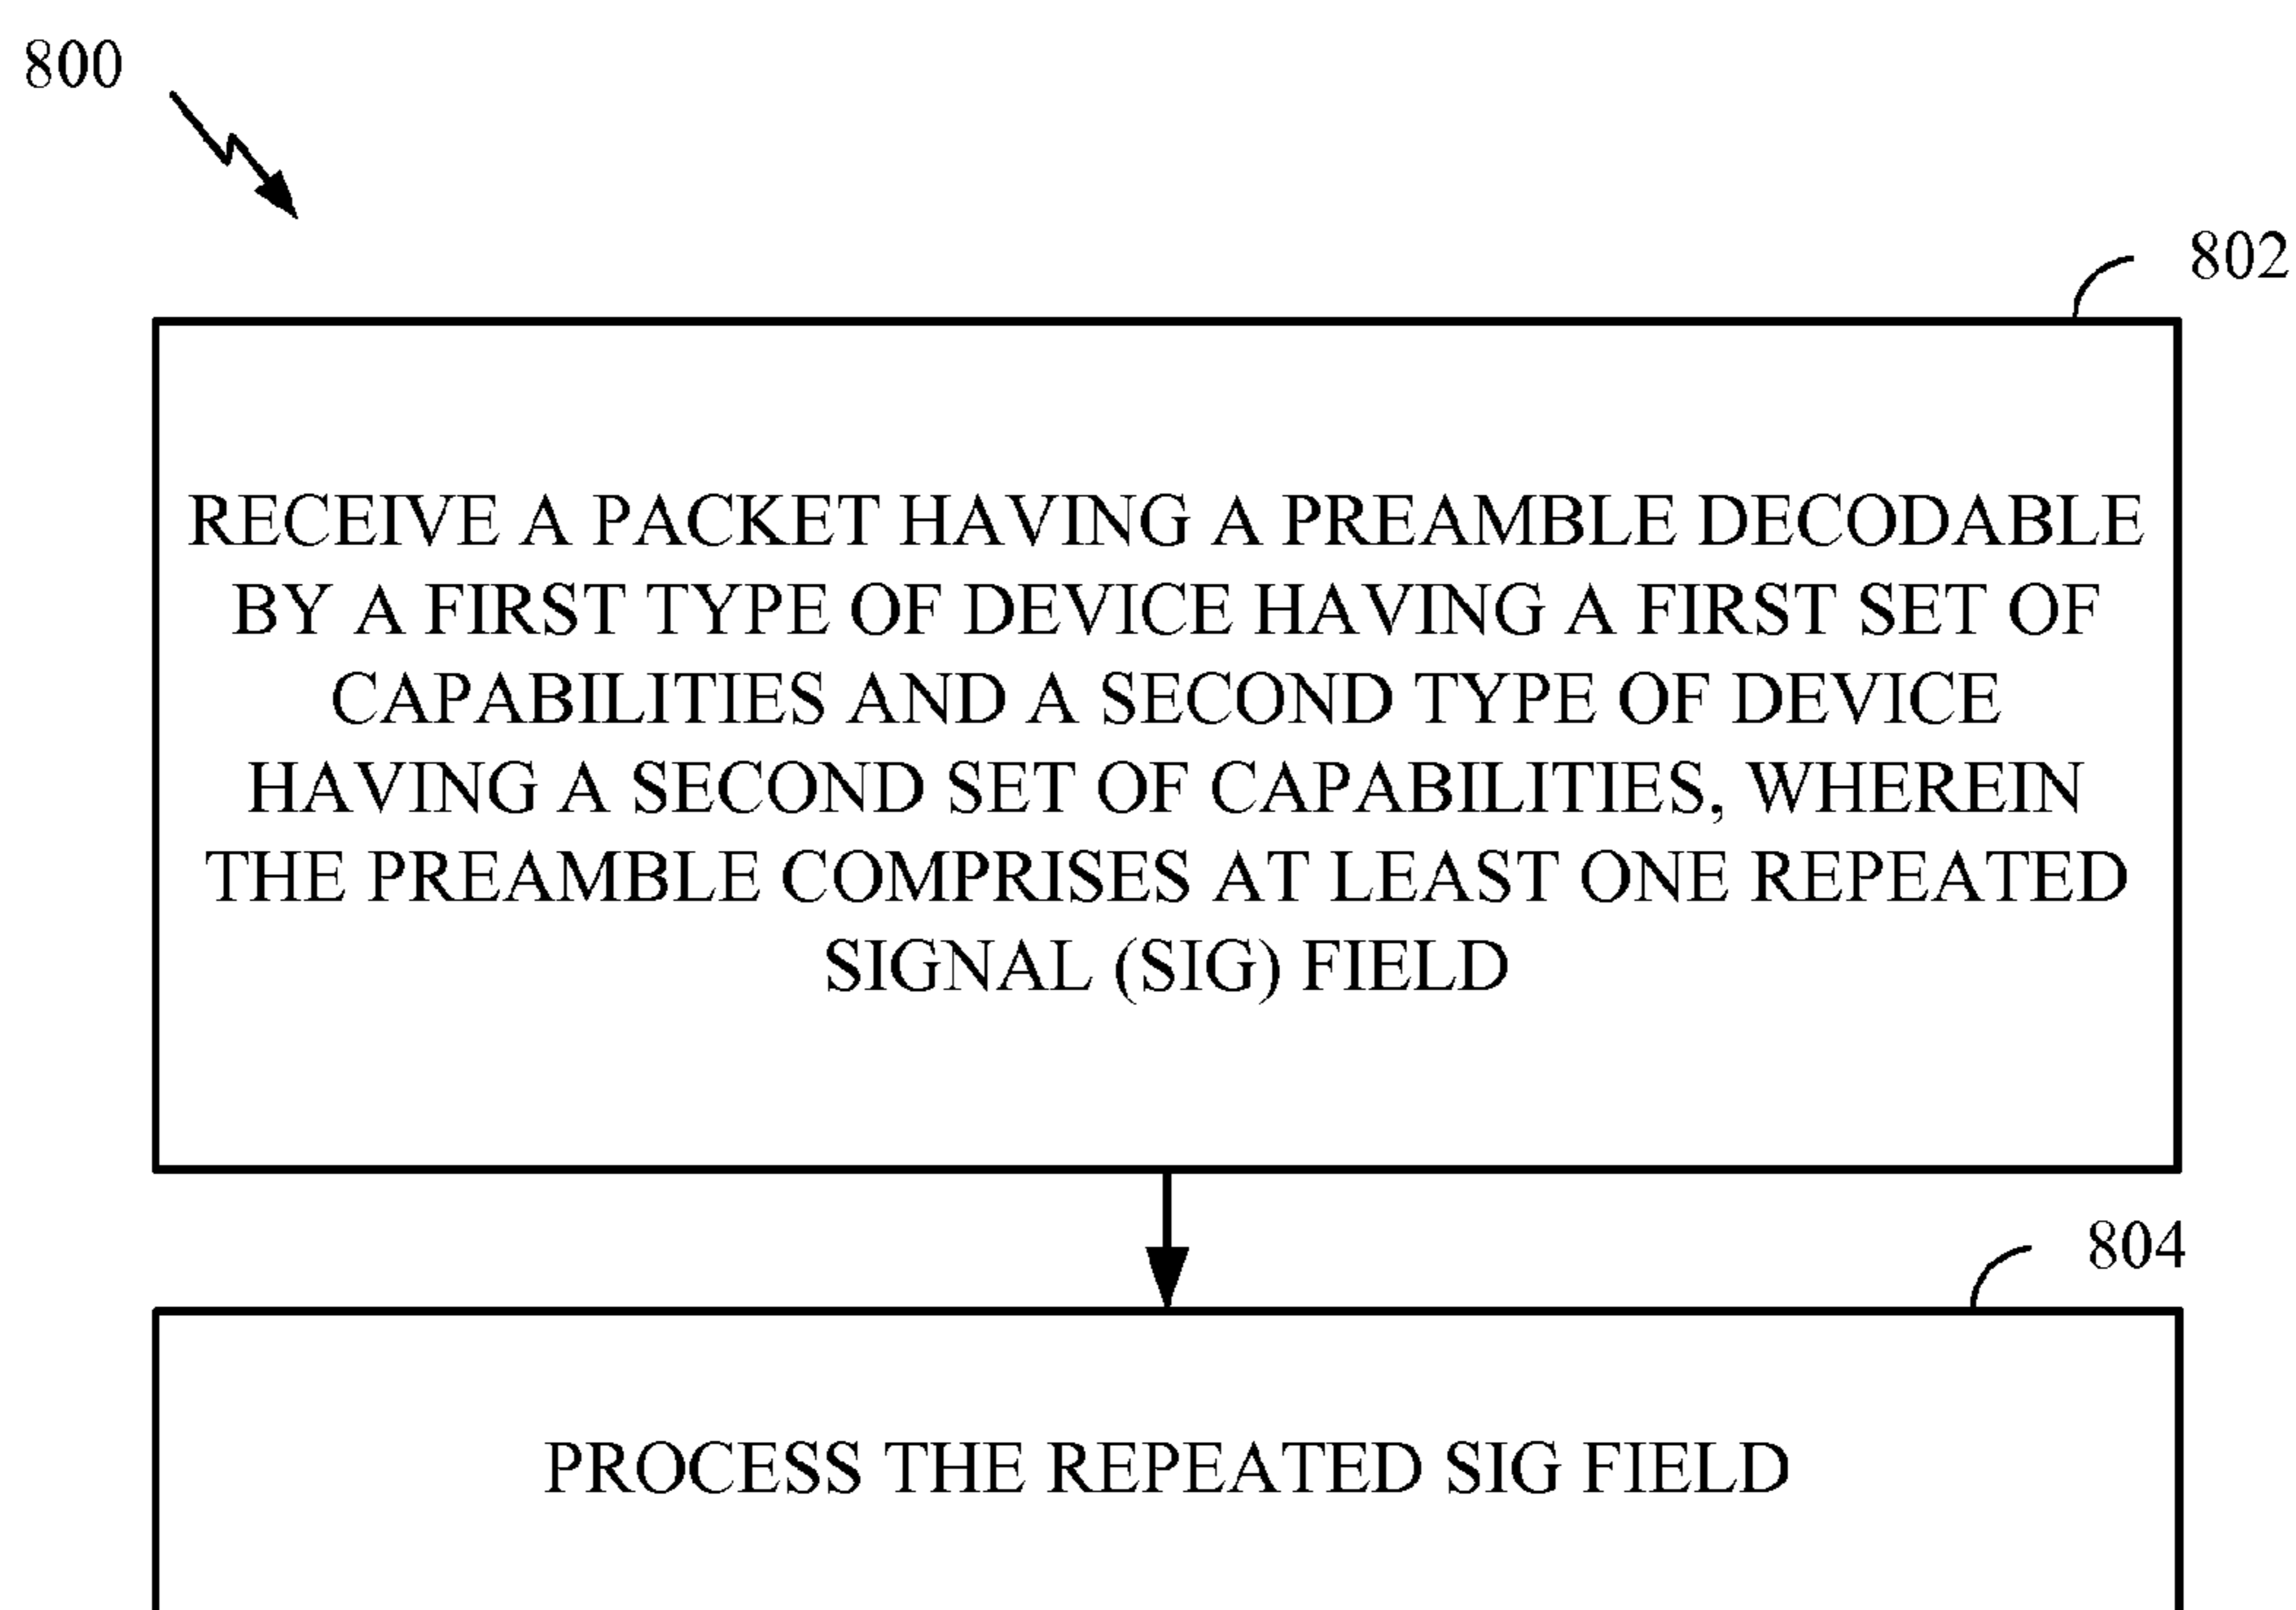 800
802
RECEIVE A PACKET HAVING A PREAMBLE DECODABLE
BY A FIRST TYPE OF DEVICE HAVING A FIRST SET OF
CAPABILITIES AND A SECOND TYPE OF DEVICE
HAVING A SECOND SET OF CAPABILITIES, WHEREIN
THE PREAMBLE COMPRISES AT LEAST ONE REPEATED
SIGNAL (SIG) FIELD
804
PROCESS THE REPEATED SIG FIELD